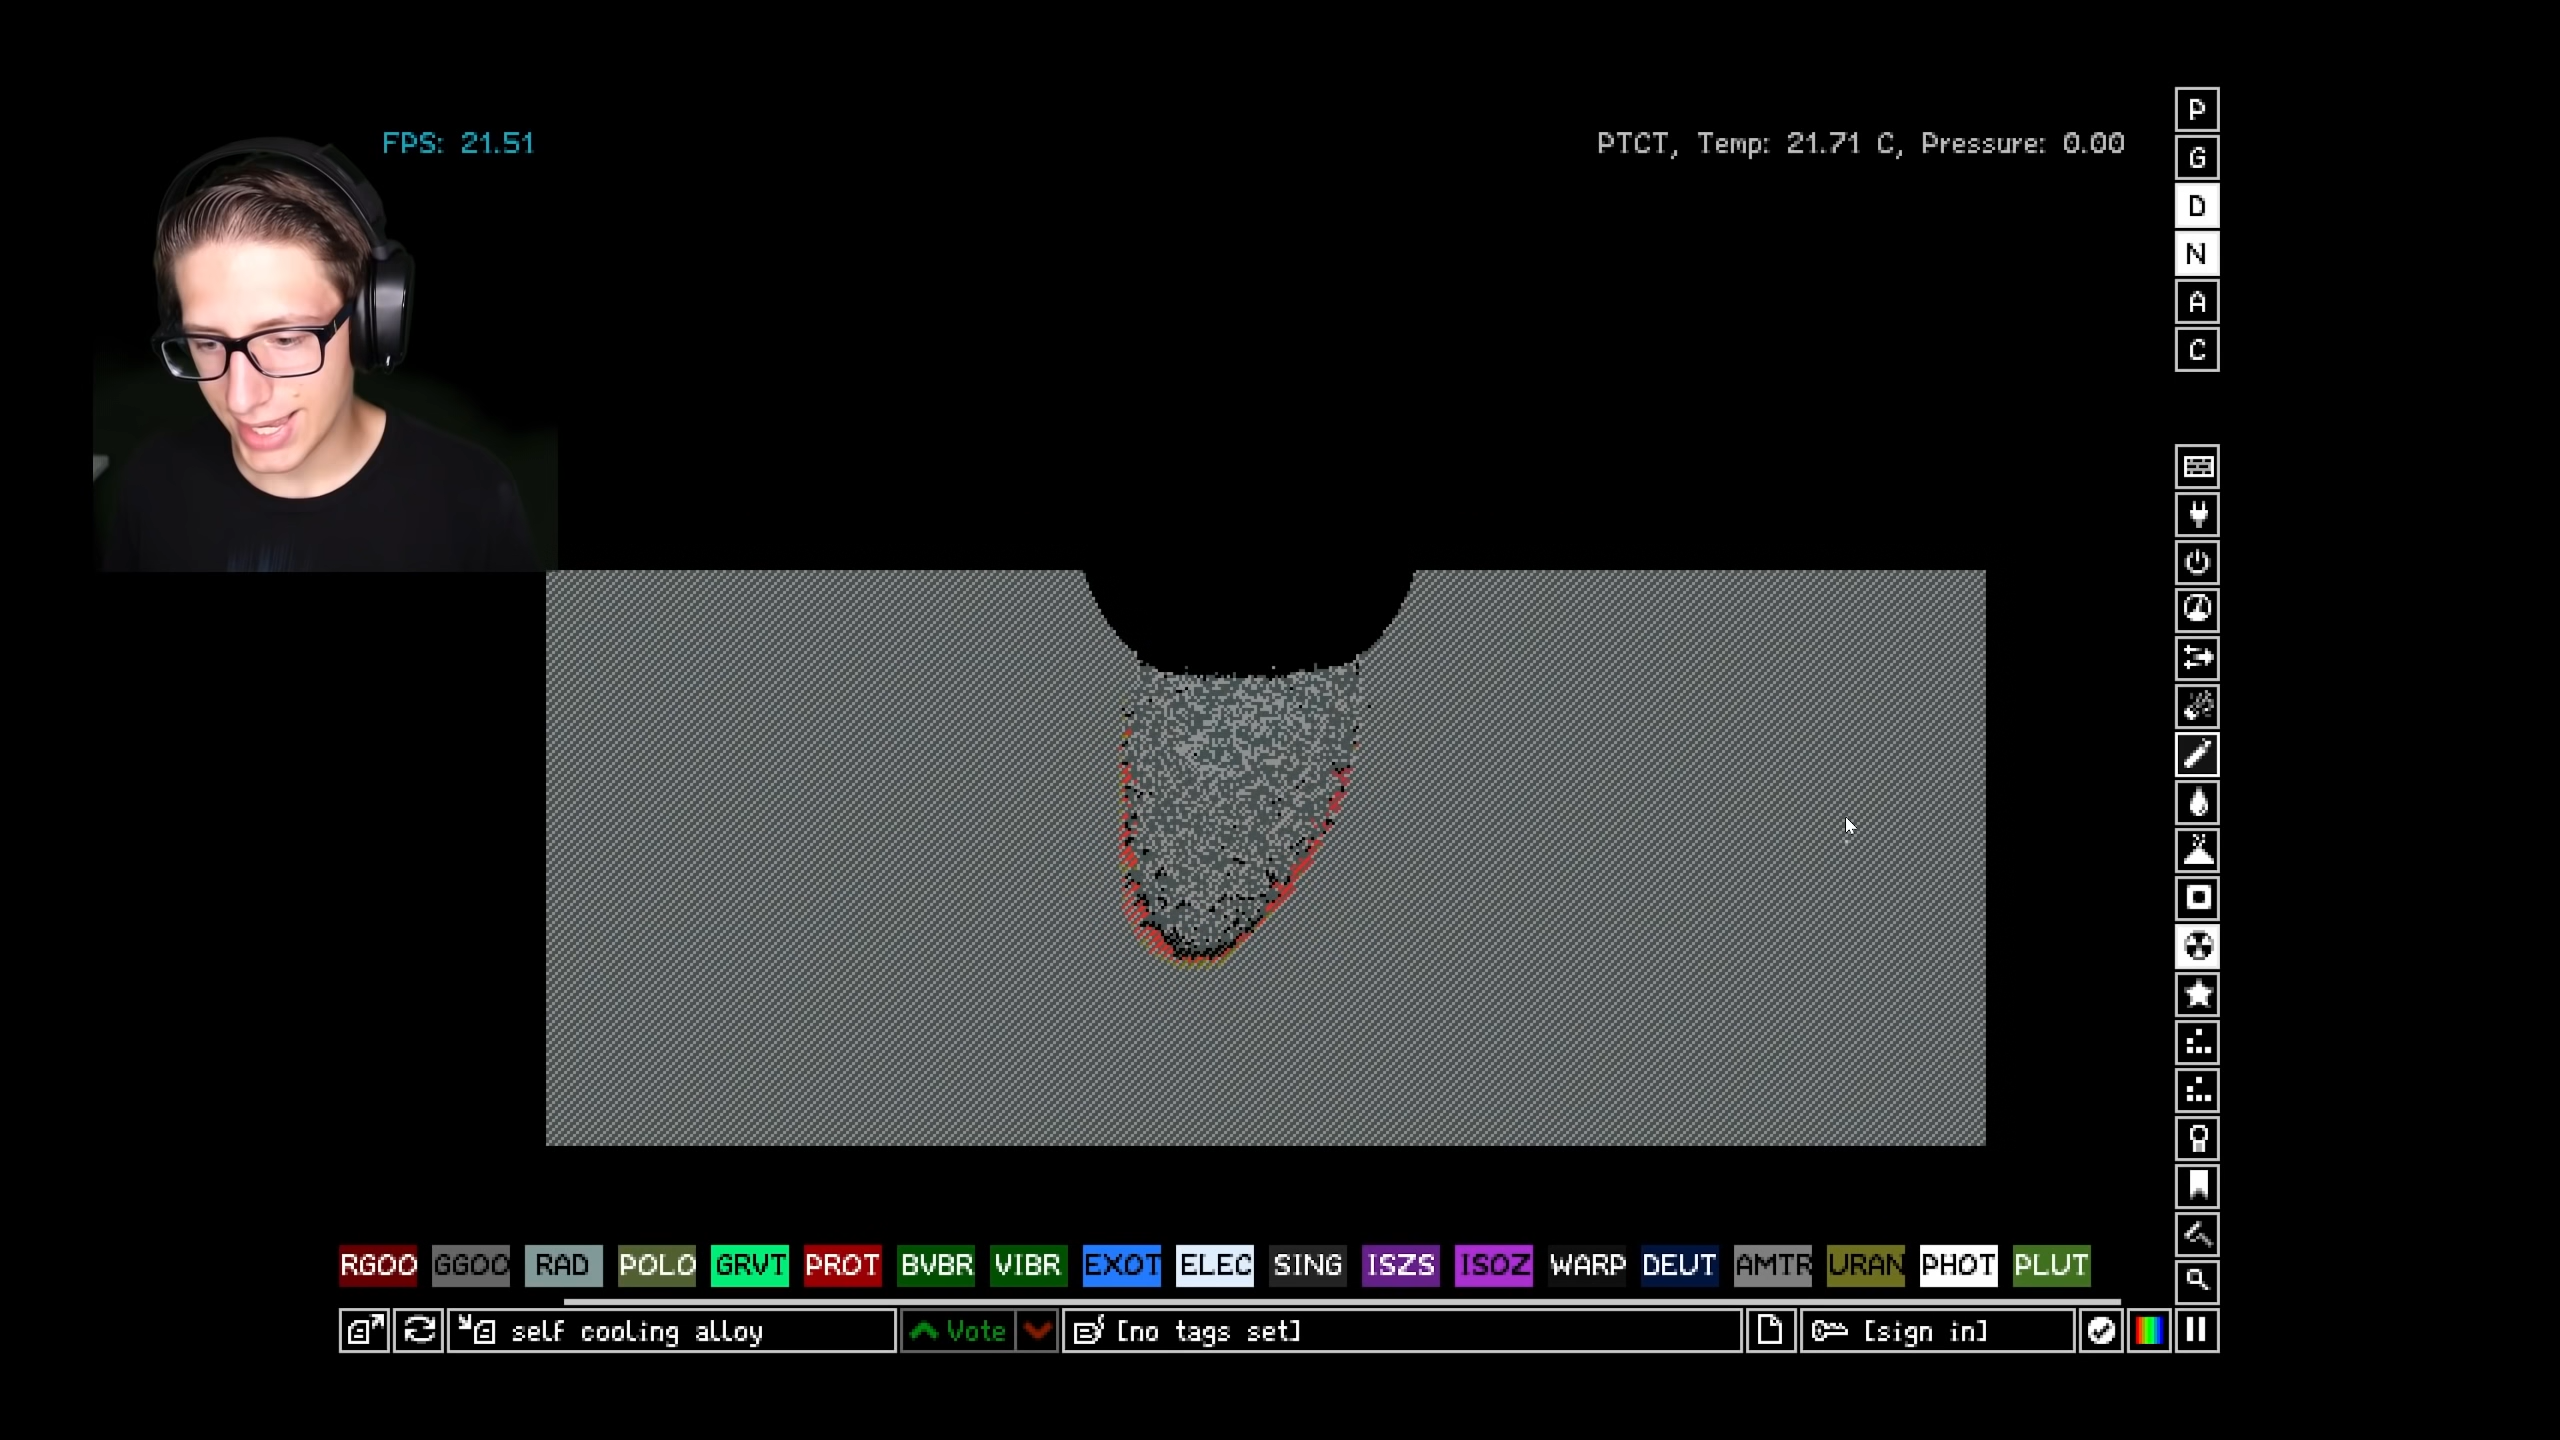 FPS: 21.51
PTCT, Temp: 21.71 C, Pressure: 0.00
P
G
D
N
A
C
RGOO GGOO RAD POLO GRVT PROT BVBR VIBR EXOT ELEC SING ISZS ISOZ WARP DEUT AMTR URAN PHOT PLUT
self cooling alloy Vote [no tags set] [sign in]